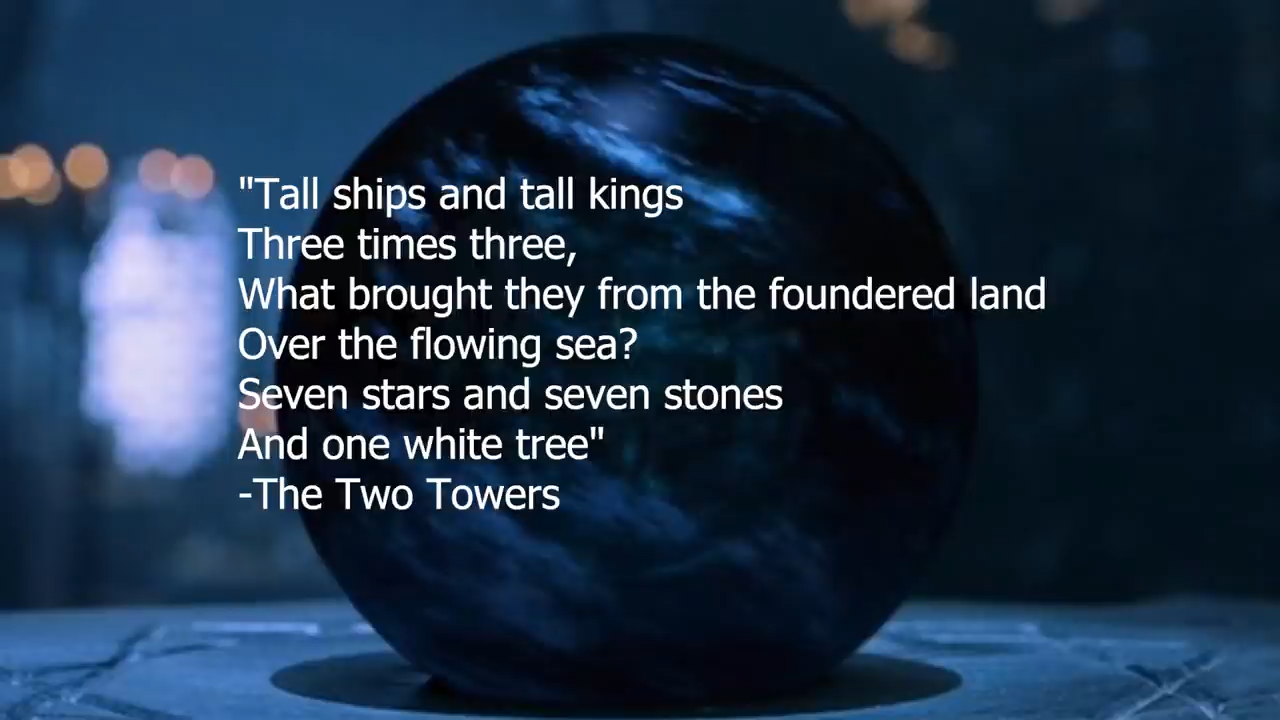 "Tall ships and tall kings
Three times three,
What brought they from the foundered land
Over the flowing sea?
Seven stars and seven stones
And one white tree"
-The Two Towers